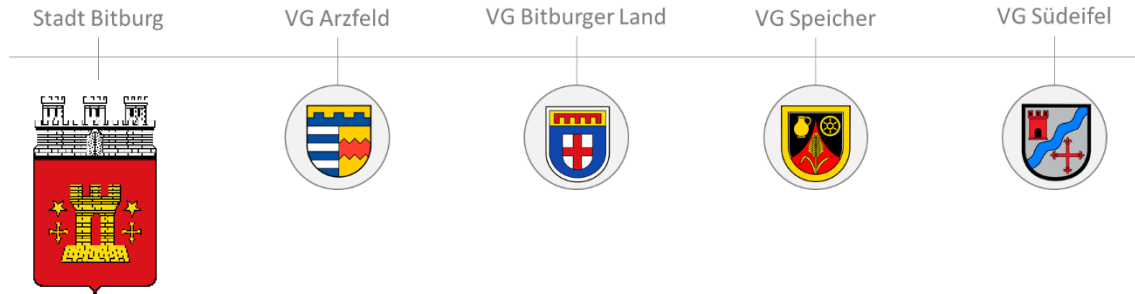 Stadt Bitburg
VG Arzfeld
VG Bitburger Land
VG Speicher
VG Südeifel